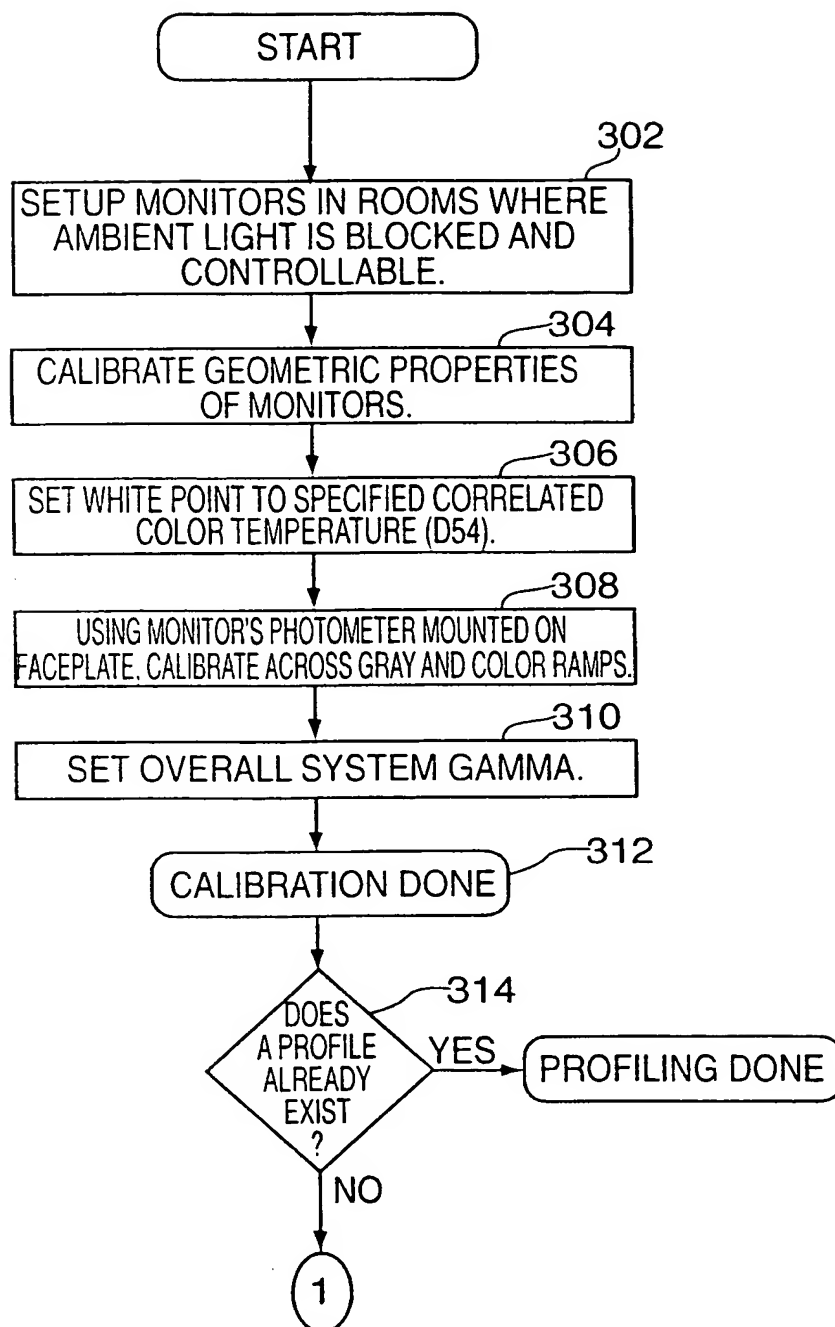 START
302
SETUP MONITORS IN ROOMS WHERE
AMBIENT LIGHT IS BLOCKED AND
CONTROLLABLE.
304
CALIBRATE GEOMETRIC PROPERTIES
OF MONITORS.
306
SET WHITE POINT TO SPECIFIED CORRELATED
COLOR TEMPERATURE (D54).
308
USING MONITOR'S PHOTOMETER MOUNTED ON
FACEPLATE, CALIBRATE ACROSS GRAY AND COLOR RAMPS.
310
SET OVERALL SYSTEM GAMMA.
312
CALIBRATION DONE
314
DOES
A PROFILE
ALREADY
EXIST
?
YES
PROFILING DONE
NO
1